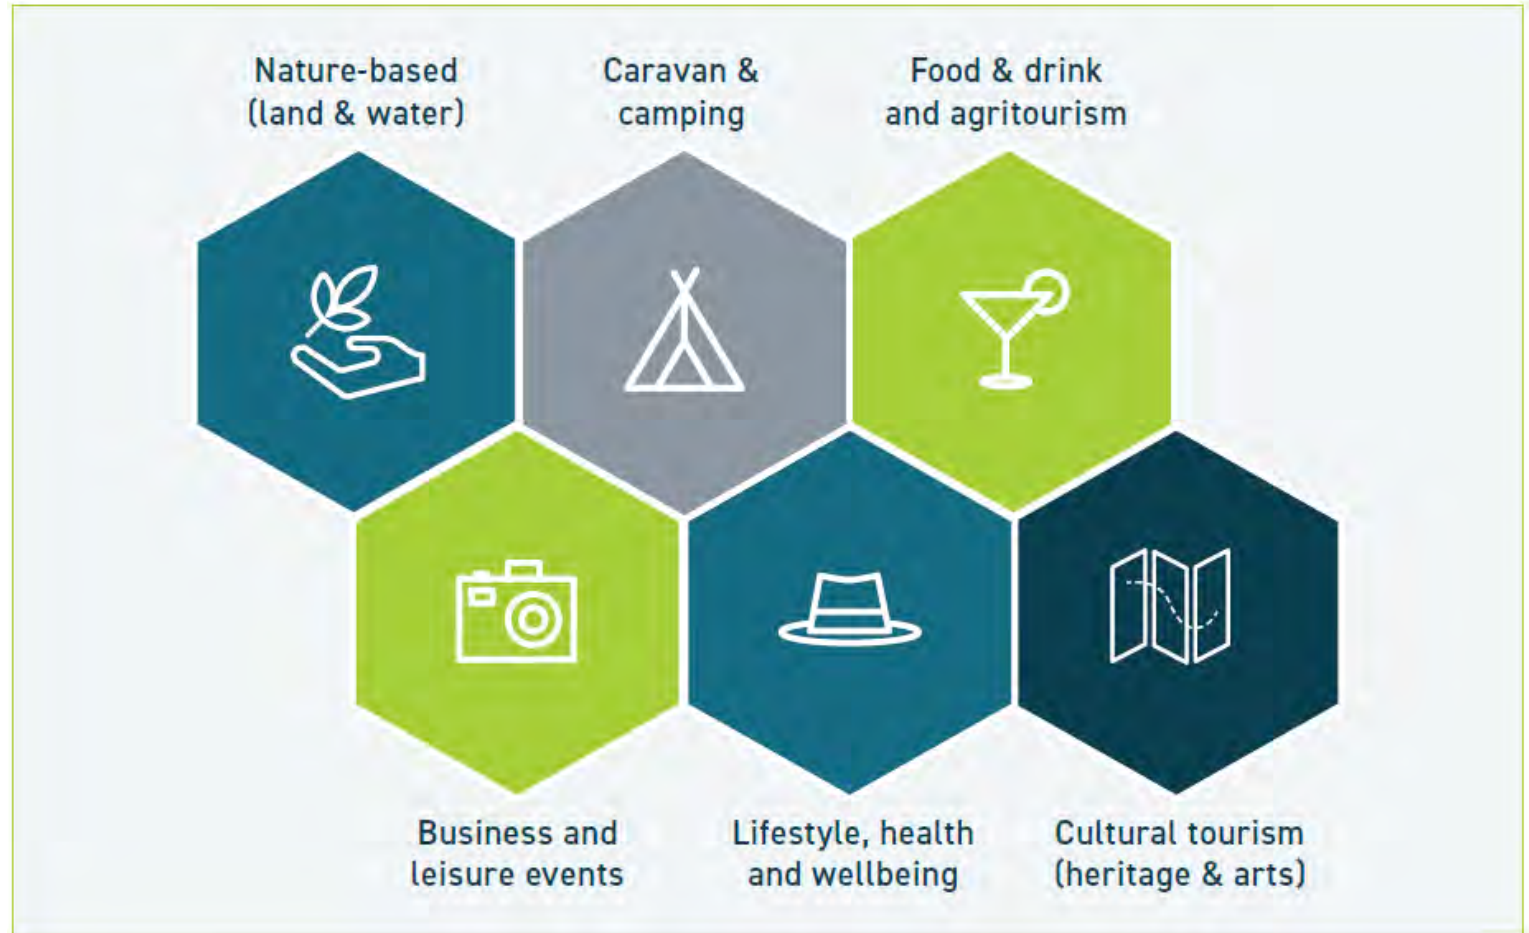 Nature-based
(land & water)
Caravan &
camping
Food & drink
and agritourism
Business and
leisure events
Lifestyle, health
and wellbeing
Cultural tourism
(heritage & arts)